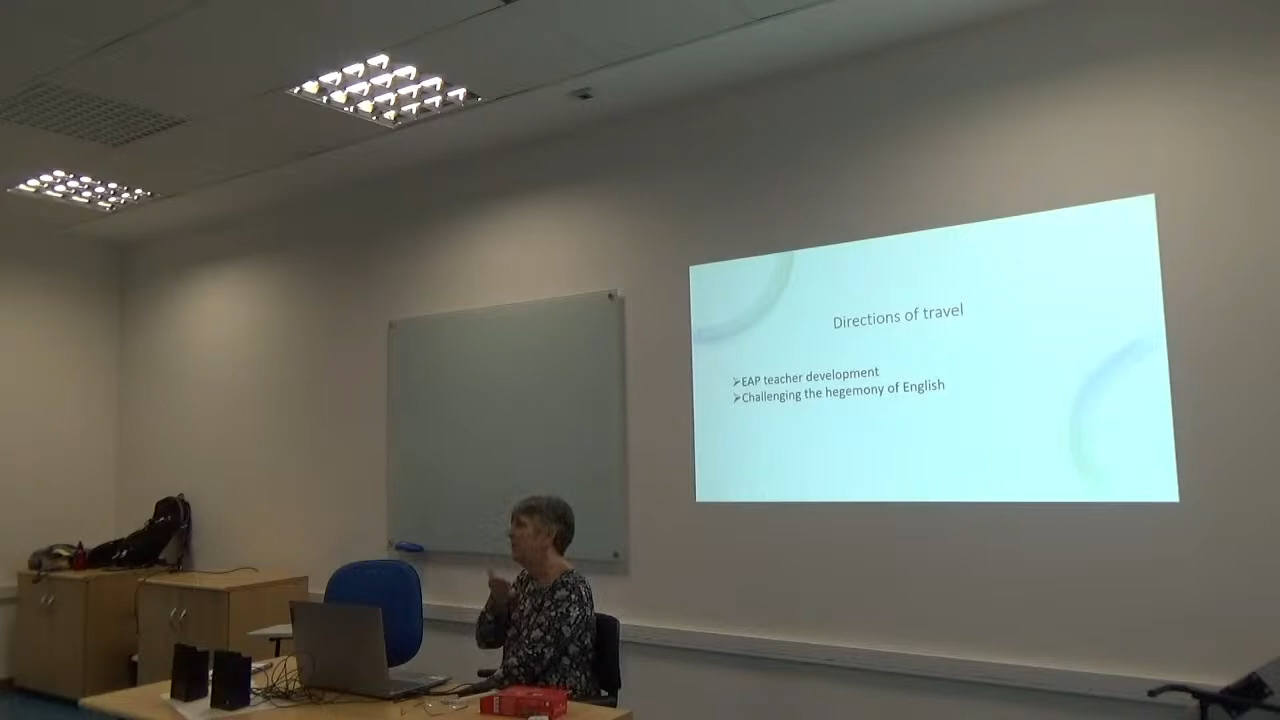 Directions of travel
➢EAP teacher development
➢Challenging the hegemony of English